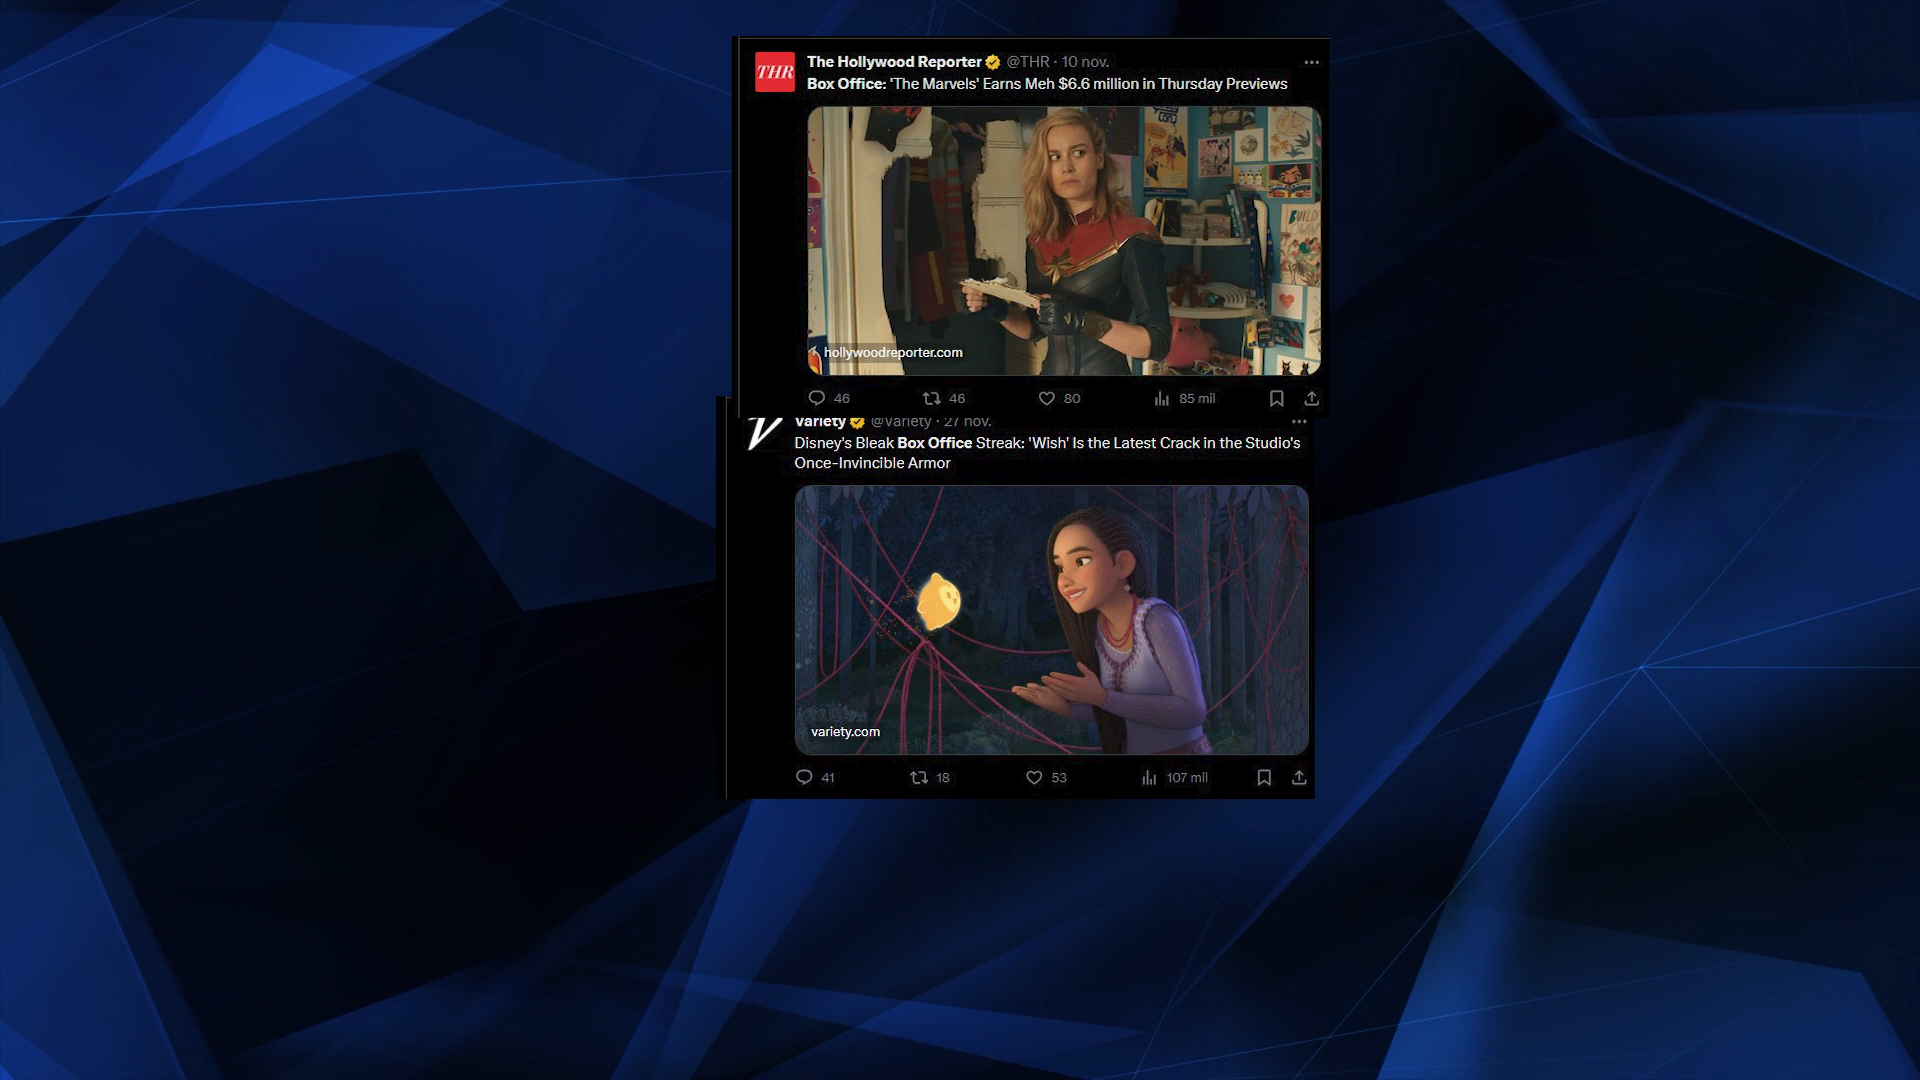 THR
The Hollywood Reporter @THR · 10 nov.
Box Office: 'The Marvels' Earns Meh $6.6 million in Thursday Previews
BUILD
hollywoodreporter.com
46 46 80 85 mil
V
Variety @Variety · 27 nov.
Disney's Bleak Box Office Streak: 'Wish' Is the Latest Crack in the Studio's
Once-Invincible Armor
variety.com
41 18 53 107 mil